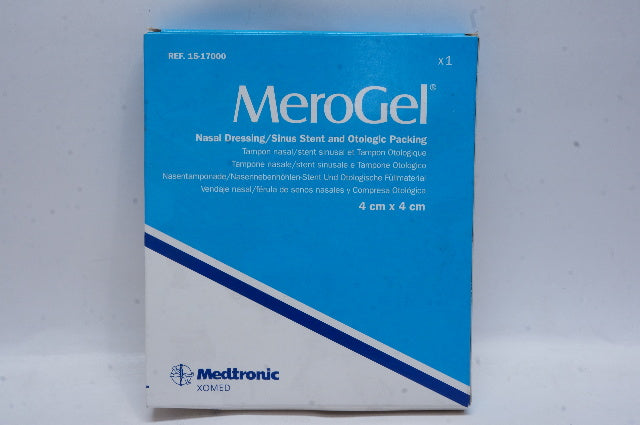 REF. 15-17000
x1
MeroGel®
Nasal Dressing/Sinus Stent and Otologic Packing
Tampon nasal/stent sinusal et Tampon Otologique
Tampone nasale/stent sinusale e Tampone Otologico
Nasentamponade/Nasennebenhöhlen-Stent Und Otologische Füllmaterial
Vendaje nasal/férula de senos nasales y Compresa Otológica
4 cm x 4 cm
Medtronic
XOMED